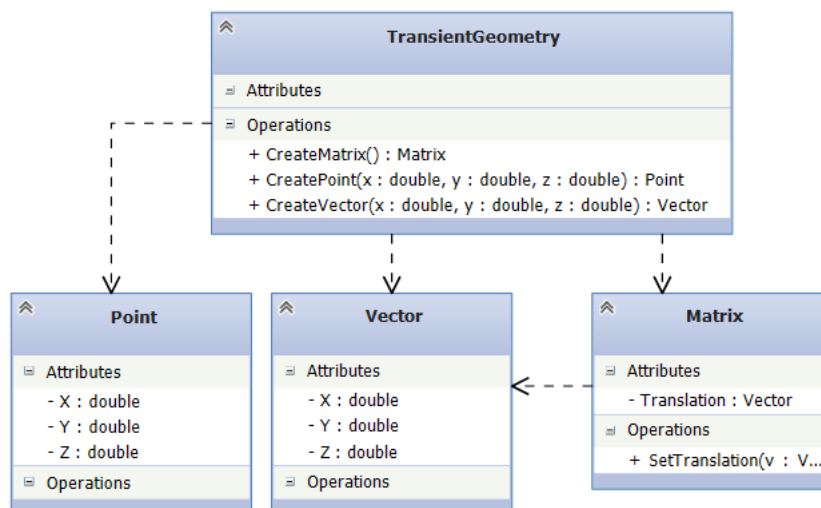 TransientGeometry
Attributes
Operations
+ CreateMatrix() : Matrix
+ CreatePoint(x : double, y : double, z : double) : Point
+ CreateVector(x : double, y : double, z : double) : Vector
Point
Attributes
- X : double
- Y : double
- Z : double
Operations
Vector
Attributes
- X : double
- Y : double
- Z : double
Operations
Matrix
Attributes
- Translation : Vector
Operations
+ SetTranslation(v : V...